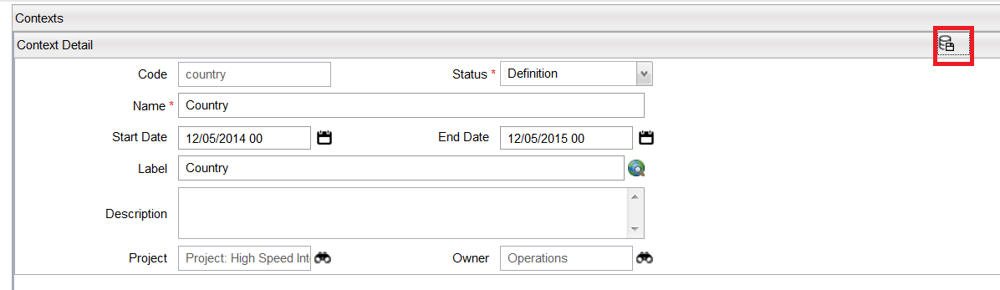 Contexts
Context Detail
Code country Status * Definition
Name * Country
Start Date 12/05/2014 00 End Date 12/05/2015 00
Label Country
Description
Project Project: High Speed Int Owner Operations